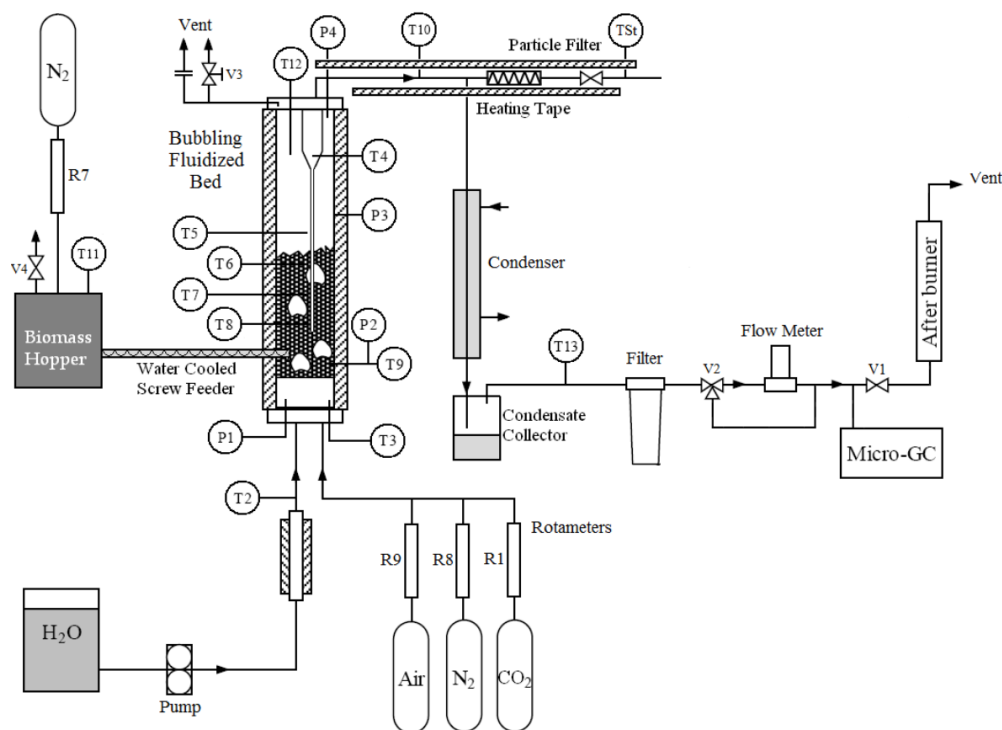 Vent
P4
T10
TSt
Particle Filter
N2
V3
T12
Heating Tape
Bubbling
Fluidized
Bed
T4
R7
P3
Vent
T5
T11
T6
V4
Condenser
After burner
T7
T8
P2
Flow Meter
Biomass
Hopper
T13
Filter
V2
V1
Water Cooled
Screw Feeder
T9
Condensate
Collector
P1
T3
Micro-GC
T2
Rotameters
R9
R8
R1
H2O
Air
N2
CO2
Pump